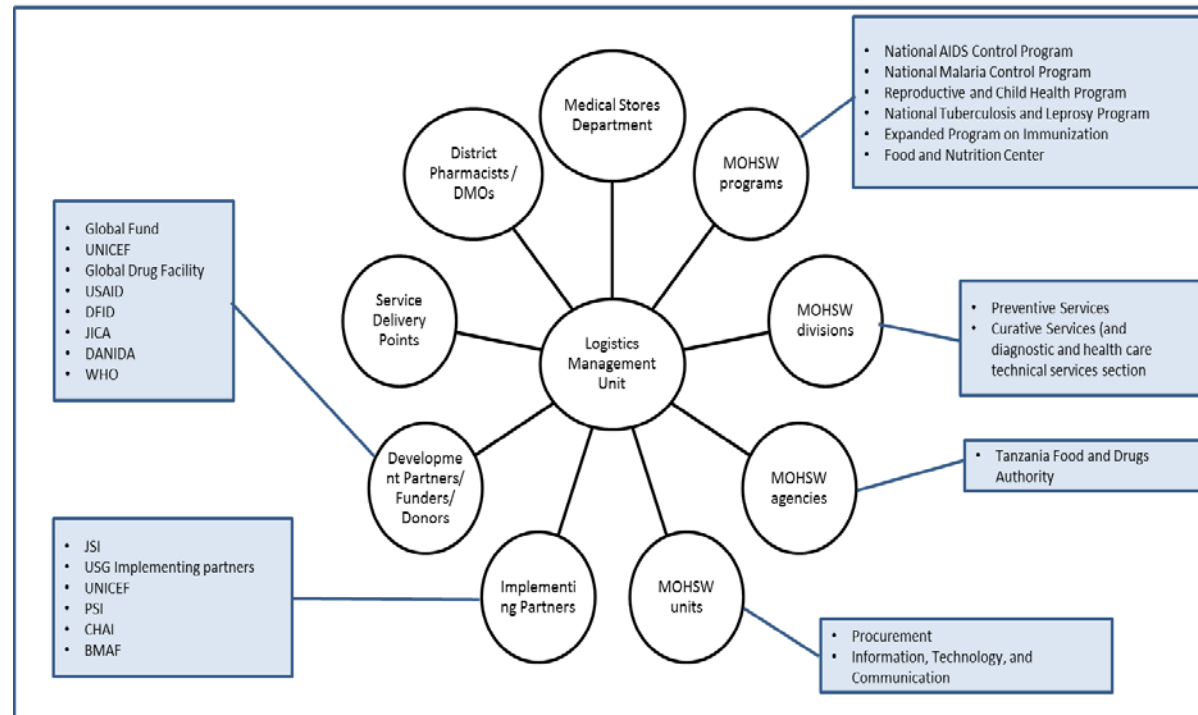 • National AIDS Control Program
• National Malaria Control Program
• Reproductive and Child Health Program
• National Tuberculosis and Leprosy Program
• Expanded Program on Immunization
• Food and Nutrition Center
Medical Stores
Department
District
Pharmacists /
DMOs
MOHSW
programs
• Global Fund
• UNICEF
• Global Drug Facility
• USAID
• DFID
• JICA
• DANIDA
• WHO
Service
Delivery
Points
Logistics
Management
Unit
MOHSW
divisions
• Preventive Services
• Curative Services (and
diagnostic and health care
technical services section
Developme
nt Partners/
Funders/
Donors
MOHSW
agencies
• Tanzania Food and Drugs
Authority
• JSI
• USG Implementing partners
• UNICEF
• PSI
• CHAI
• BMAF
Implementi
ng Partners
MOHSW
units
• Procurement
• Information, Technology, and
Communication